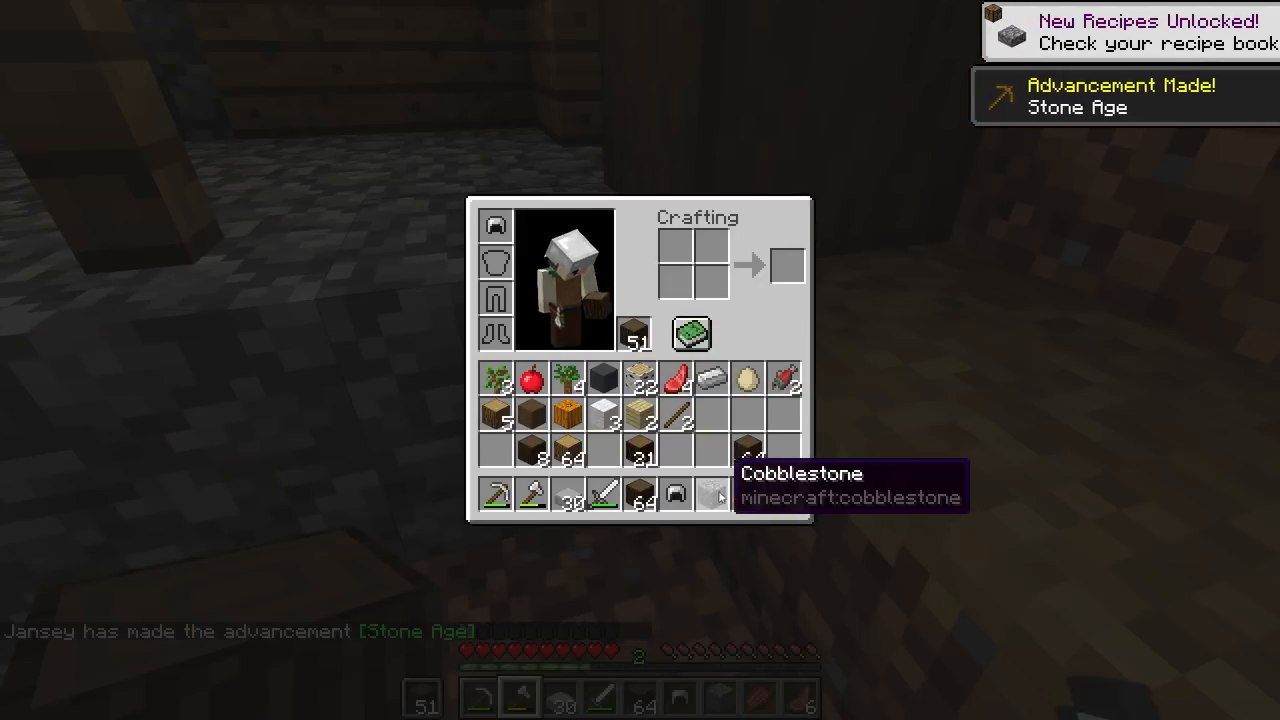 New Recipes Unlocked!
Check your recipe book
Advancement Made!
Stone Age
Crafting
51
3
4
22
4
2
5
3
2
2
8
64
31
64
Cobblestone
minecraft:cobblestone
30
64
Jansey has made the advancement [Stone Age]
2
51
30
64
6